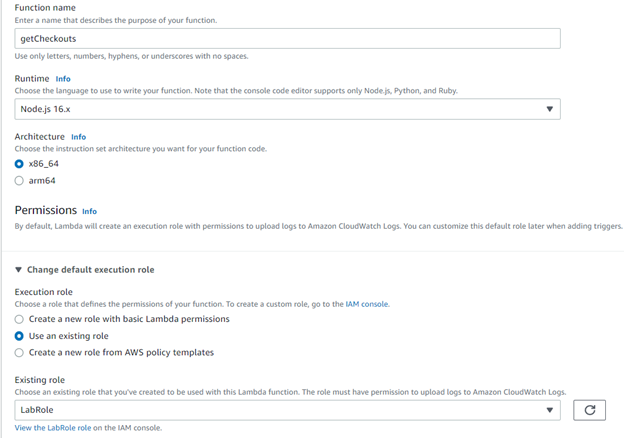 Function name
Enter a name that describes the purpose of your function.
getCheckouts
Use only letters, numbers, hyphens, or underscores with no spaces.
Runtime Info
Choose the language to use to write your function. Note that the console code editor supports only Node.js, Python, and Ruby.
Node.js 16.x
Architecture Info
Choose the instruction set architecture you want for your function code.
x86_64
arm64
Permissions Info
By default, Lambda will create an execution role with permissions to upload logs to Amazon CloudWatch Logs. You can customize this default role later when adding triggers.
Change default execution role
Execution role
Choose a role that defines the permissions of your function. To create a custom role, go to the IAM console.
Create a new role with basic Lambda permissions
Use an existing role
Create a new role from AWS policy templates
Existing role
Choose an existing role that you've created to be used with this Lambda function. The role must have permission to upload logs to Amazon CloudWatch Logs.
LabRole
View the LabRole role on the IAM console.